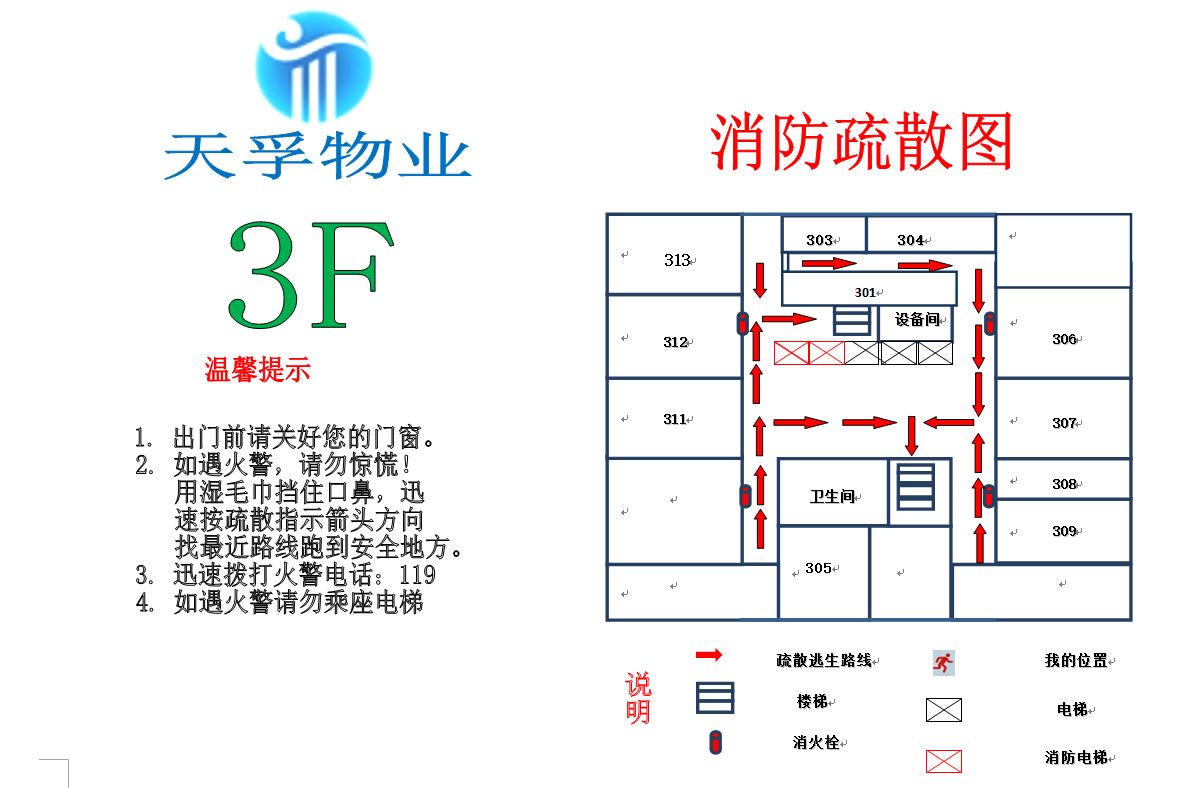 天孚物业
3F
温馨提示
1. 出门前请关好您的门窗。
2. 如遇火警，请勿惊慌！
用湿毛巾挡住口鼻，迅
速按疏散指示箭头方向
找最近路线跑到安全地方。
3. 迅速拨打火警电话：119
4. 如遇火警请勿乘座电梯
消防疏散图
303
304
313
301
设备间
312
306
311
307
卫生间
308
309
305
说明
疏散逃生路线
我的位置
楼梯
电梯
消火栓
消防电梯